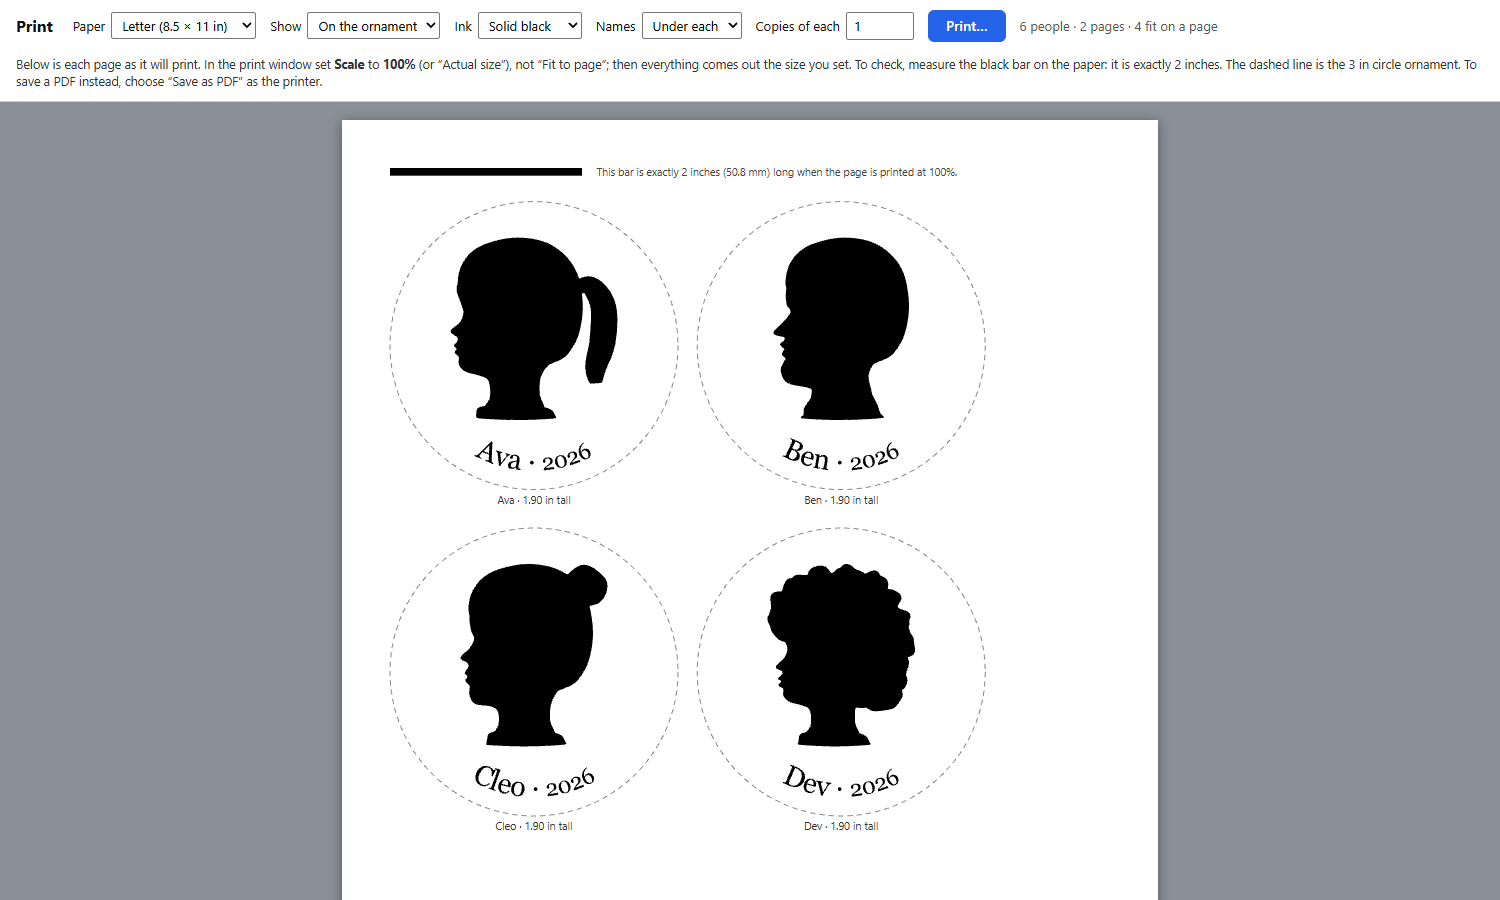 Print Paper Letter (8.5 × 11 in) Show On the ornament Ink Solid black Names Under each Copies of each 1 Print... 6 people · 2 pages · 4 fit on a page
Below is each page as it will print. In the print window set Scale to 100% (or “Actual size”), not “Fit to page”; then everything comes out the size you set. To check, measure the black bar on the paper: it is exactly 2 inches. The dashed line is the 3 in circle ornament. To
save a PDF instead, choose “Save as PDF” as the printer.
This bar is exactly 2 inches (50.8 mm) long when the page is printed at 100%.
Ava · 2026
Ben · 2026
Ava · 1.90 in tall
Ben · 1.90 in tall
Cleo · 2026
Dev · 2026
Cleo · 1.90 in tall
Dev · 1.90 in tall